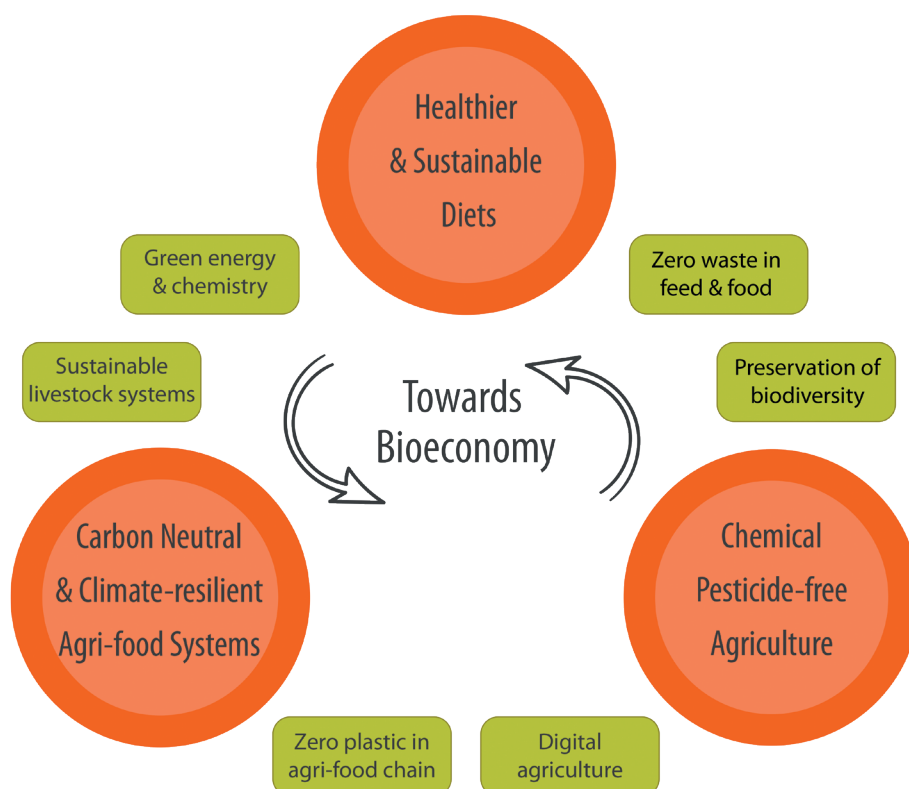 Healthier
& Sustainable
Diets
Green energy
& chemistry
Zero waste in
feed & food
Sustainable
livestock systems
Preservation of
biodiversity
Towards
Bioeconomy
Carbon Neutral
& Climate-resilient
Agri-food Systems
Chemical
Pesticide-free
Agriculture
Zero plastic in
agri-food chain
Digital
agriculture